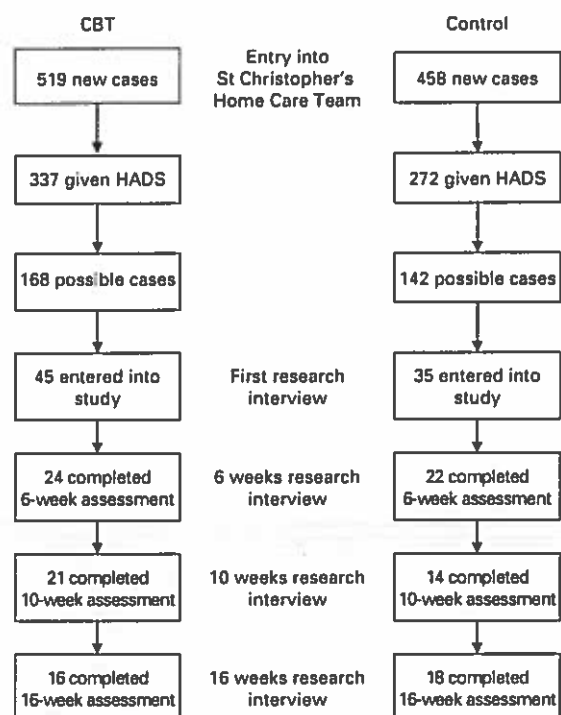 CBT
Control
519 new cases
Entry into
St Christopher's
Home Care Team
458 new cases
337 given HADS
272 given HADS
168 possible cases
142 possible cases
45 entered into
study
First research
interview
35 entered into
study
24 completed
6-week assessment
6 weeks research
interview
22 completed
6-week assessment
21 completed
10-week assessment
10 weeks research
interview
14 completed
10-week assessment
16 completed
16-week assessment
16 weeks research
interview
18 completed
16-week assessment